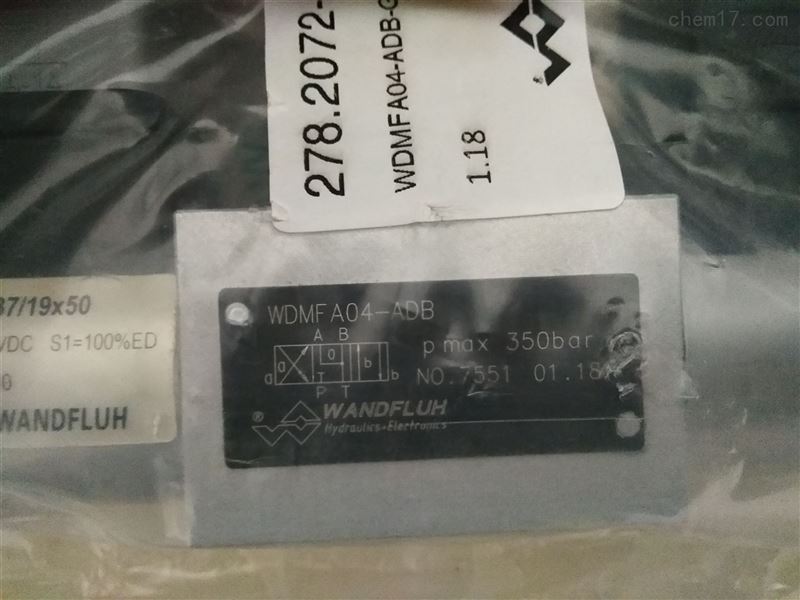 chem17.com
278.2072-
WDMFA04-ADB-G
1.18
®
37/19x50
VDC S1=100%ED
0
WANDFLUH
WDMFA04-ADB
A B
a 0 b
a b
T
P T
p max 350bar
NO.7551 01.18
®
WANDFLUH
Hydraulics+Electronics